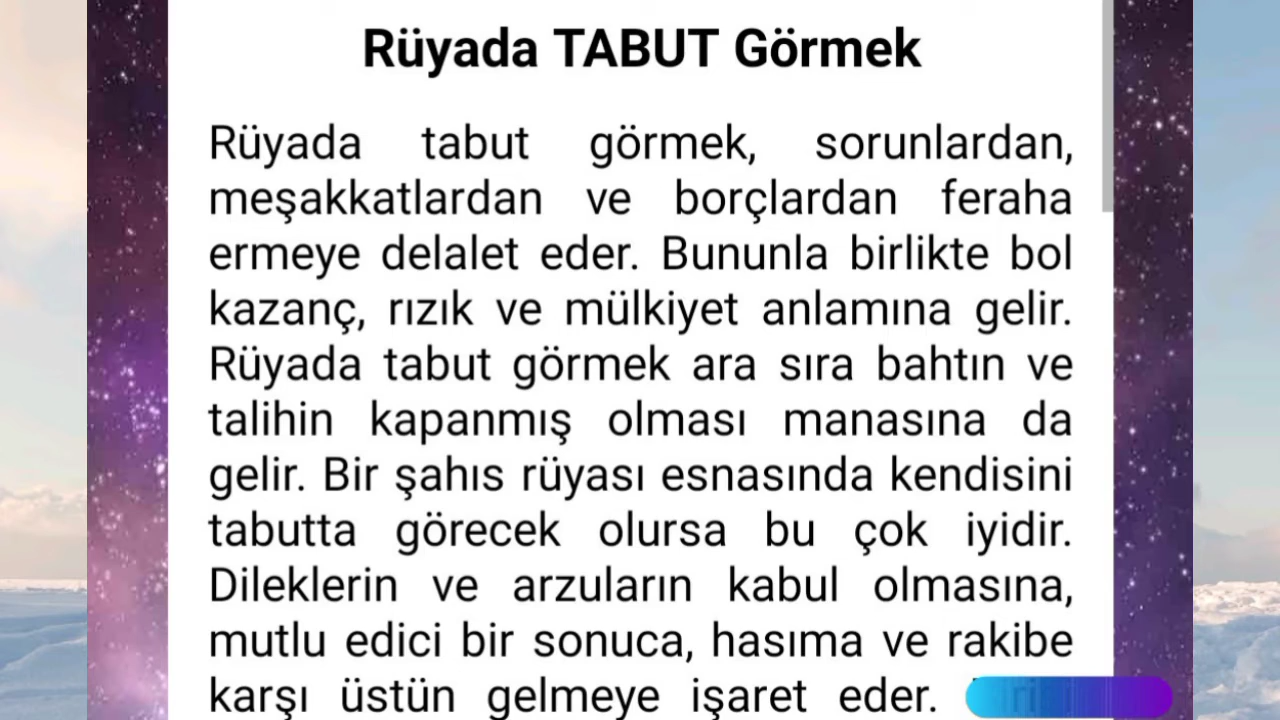 Rüyada TABUT Görmek
Rüyada tabut görmek, sorunlardan,
meşakkatlardan ve borçlardan feraha
ermeye delalet eder. Bununla birlikte bol
kazanç, rızık ve mülkiyet anlamına gelir.
Rüyada tabut görmek ara sıra bahtın ve
talihin kapanmış olması manasına da
gelir. Bir şahıs rüyası esnasında kendisini
tabutta görecek olursa bu çok iyidir.
Dileklerin ve arzuların kabul olmasına,
mutlu edici bir sonuca, hasıma ve rakibe
karşı üstün gelmeye işaret eder.